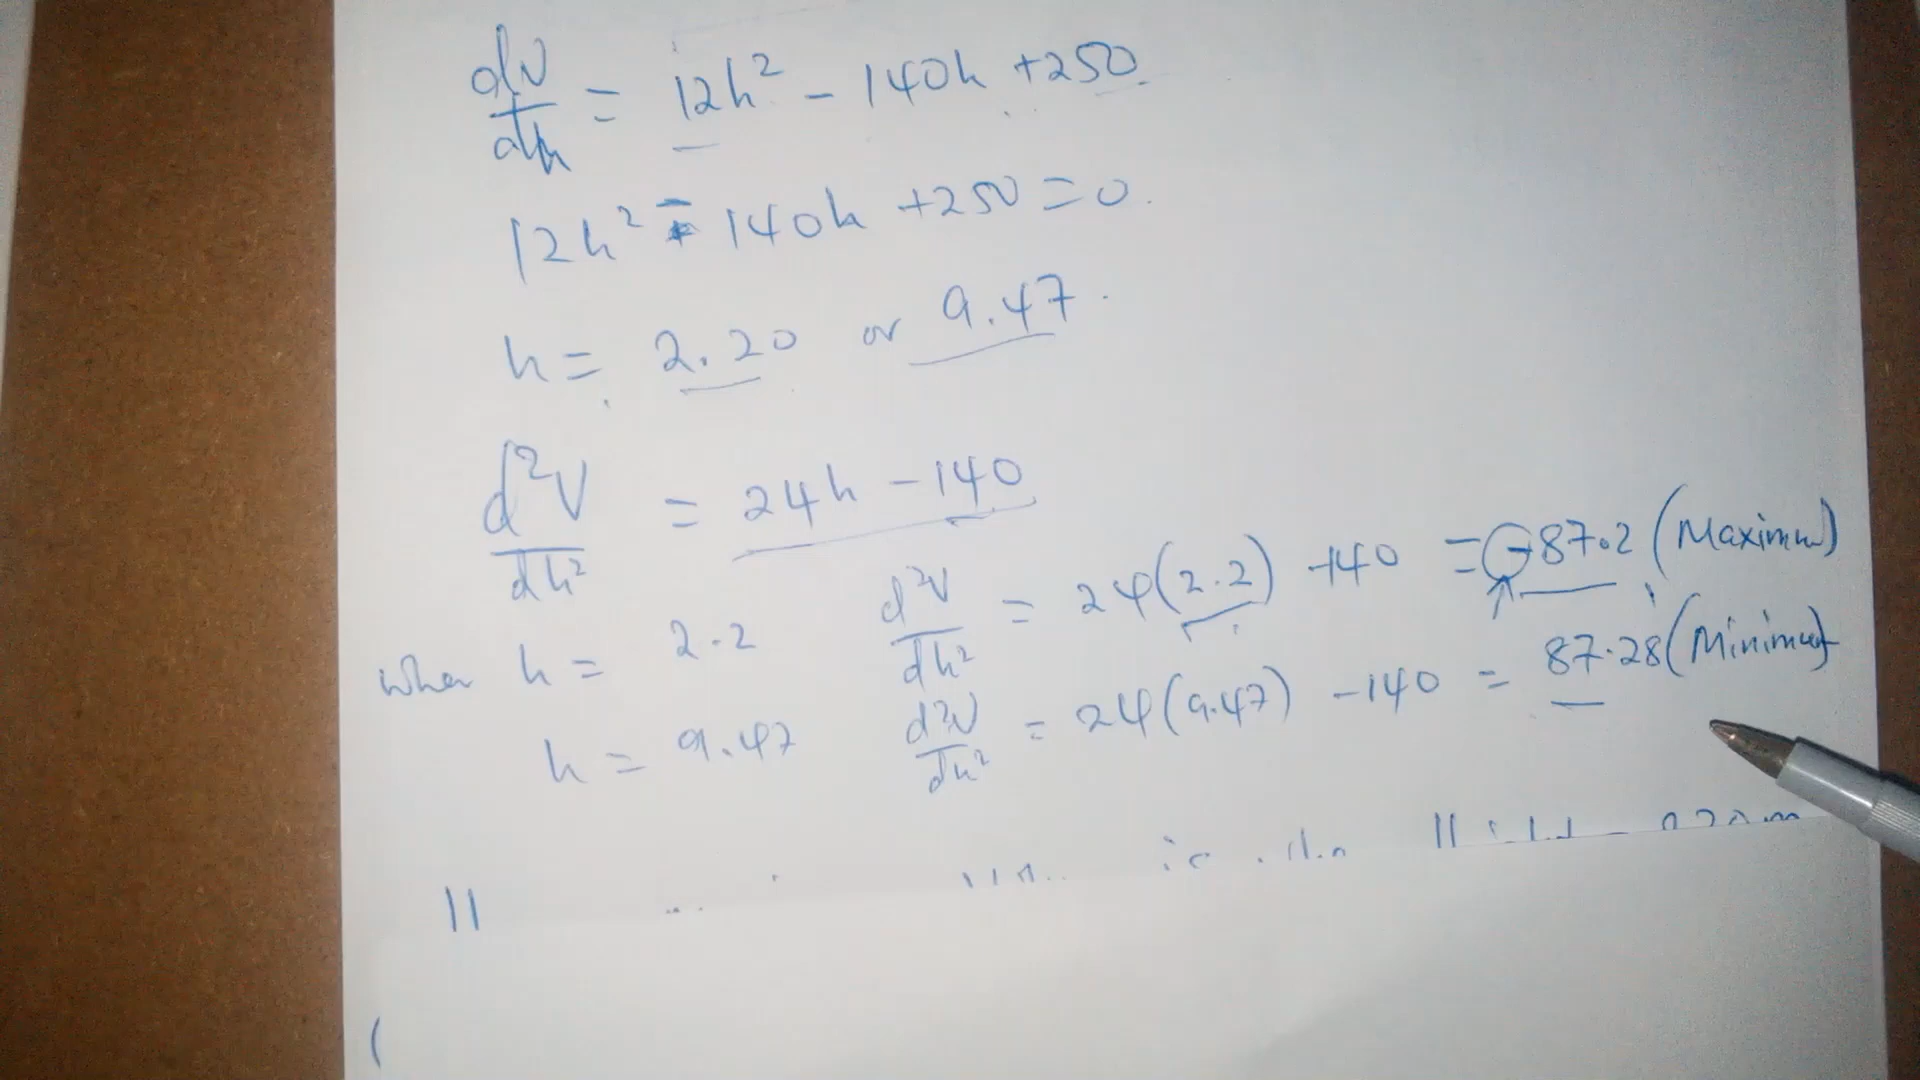 dV/dh = 12h² - 140h + 250
12h² - 140h + 250 = 0
h = 2.20 or 9.47
d²V/dh² = 24h - 140
When h = 2.2 d²V/dh² = 24(2.2) - 140 = -87.2 (Maximum)
h = 9.47 d²V/dh² = 24(9.47) - 140 = 87.28 (Minimum)
(